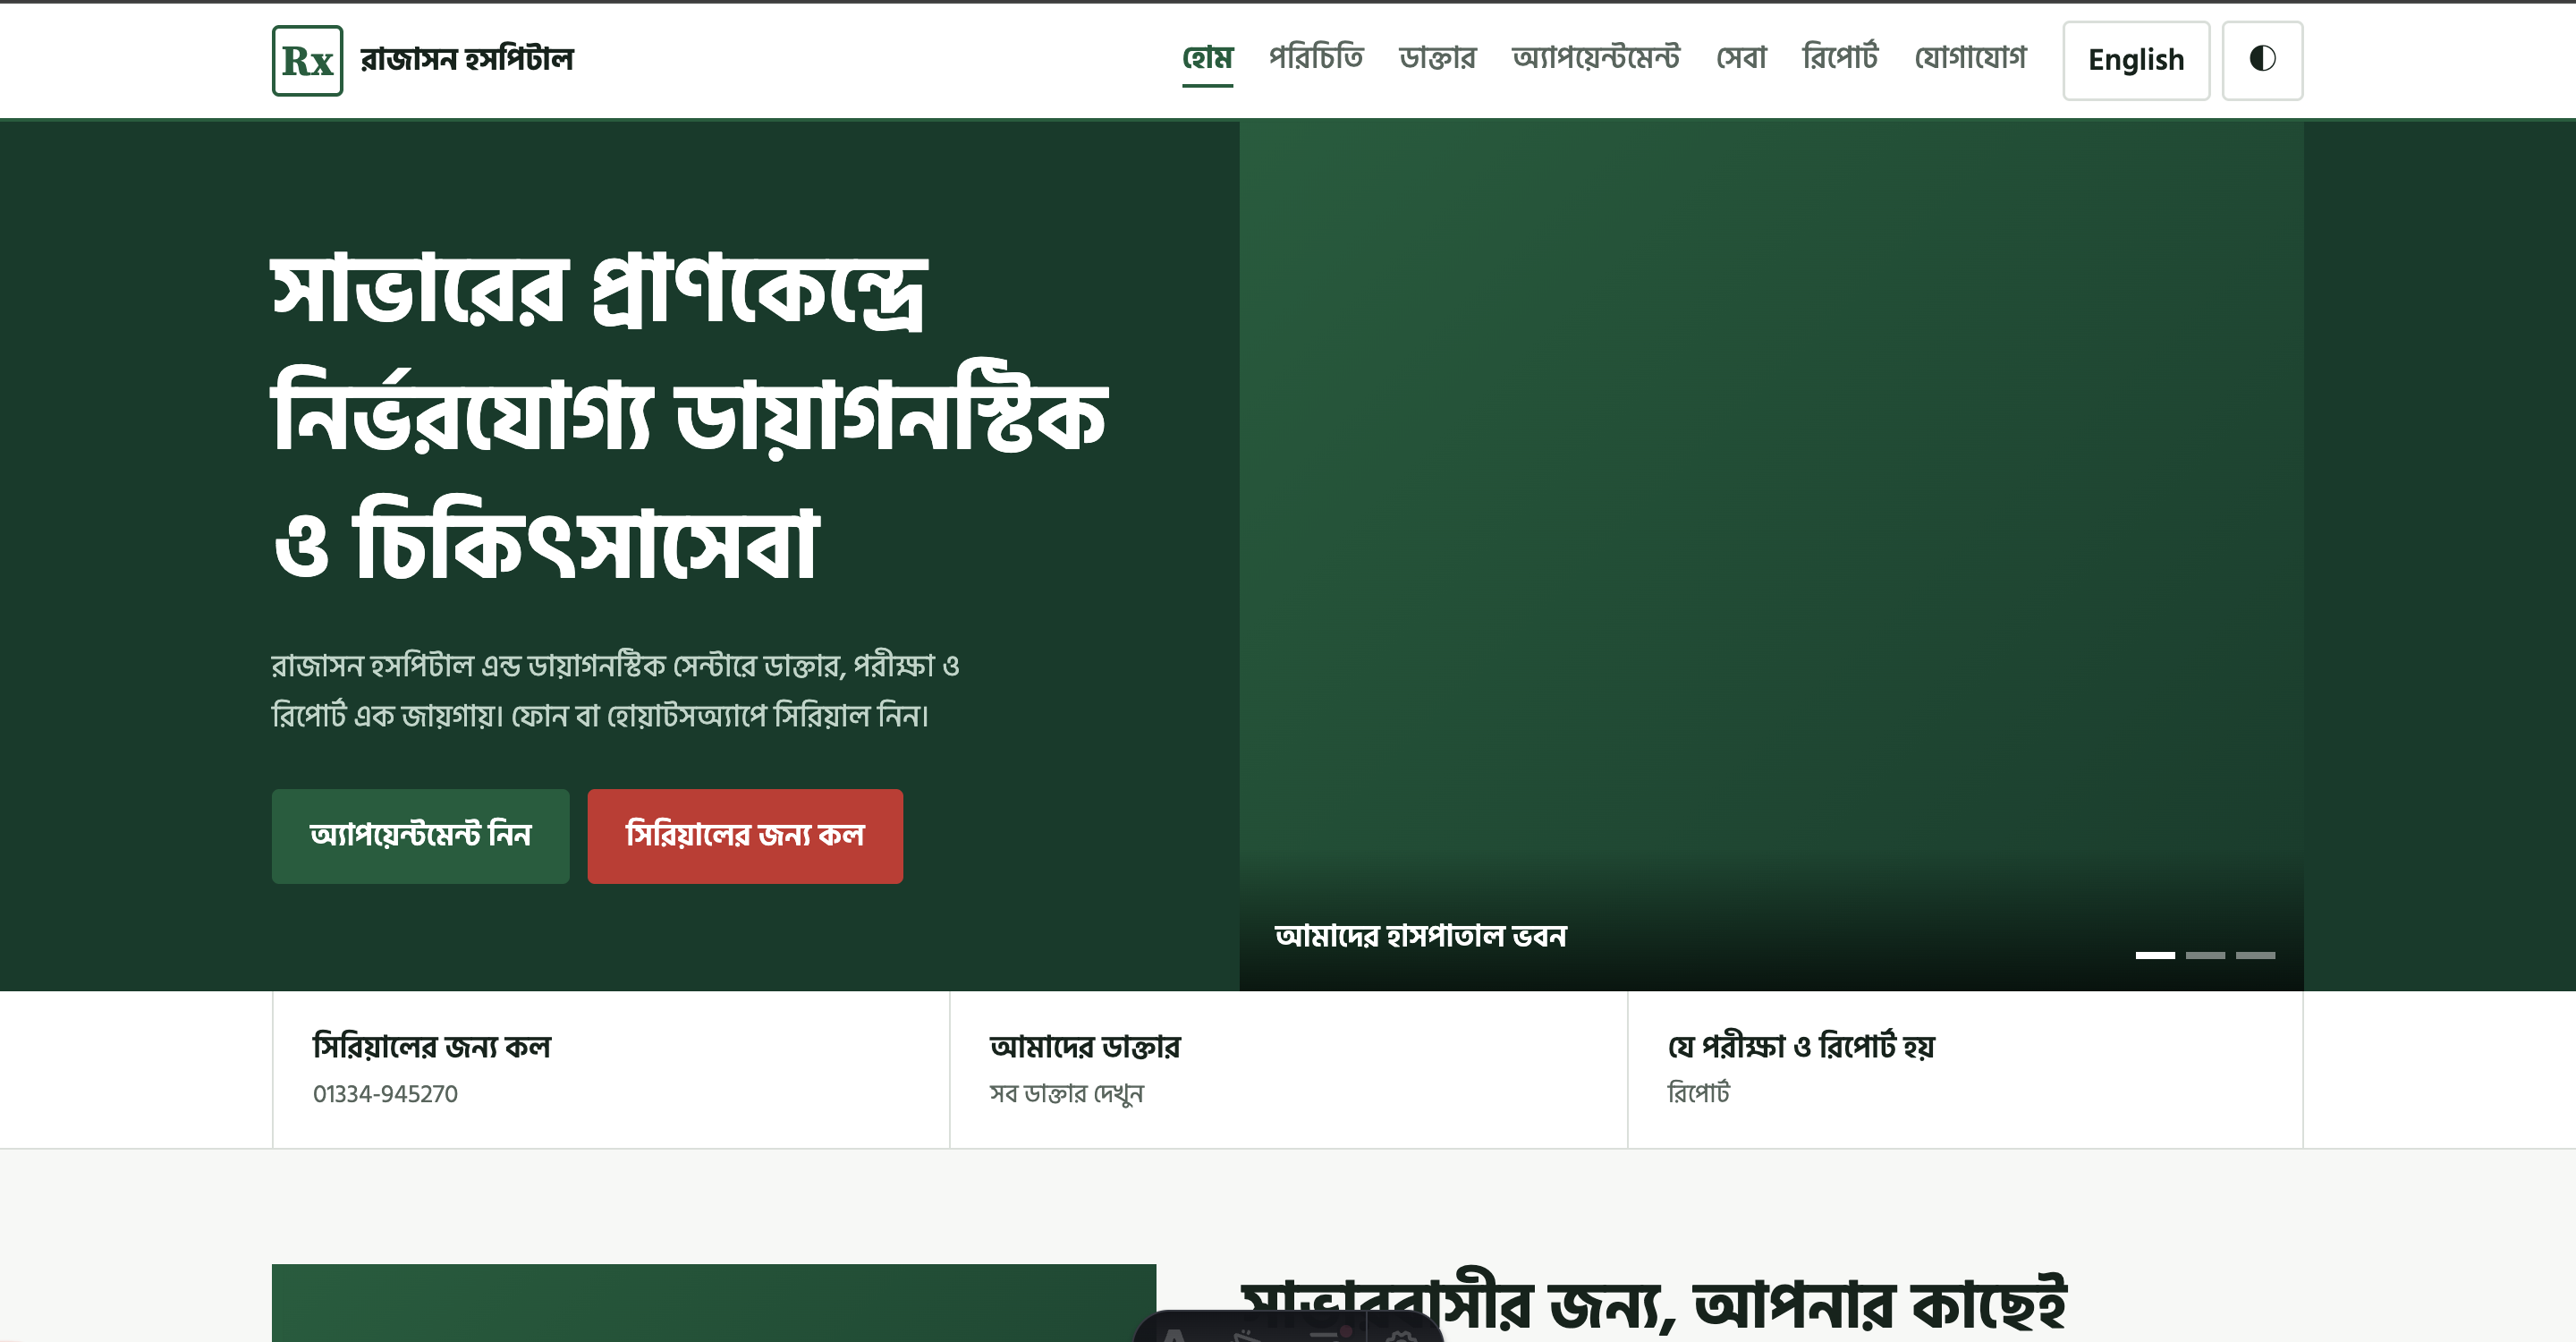 Rx রাজাসন হসপিটাল
হোম পরিচিতি ডাক্তার অ্যাপয়েন্টমেন্ট সেবা রিপোর্ট যোগাযোগ English
সাভারের প্রাণকেন্দ্রে
নির্ভরযোগ্য ডায়াগনস্টিক
ও চিকিৎসাসেবা
রাজাসন হসপিটাল এন্ড ডায়াগনস্টিক সেন্টারে ডাক্তার, পরীক্ষা ও
রিপোর্ট এক জায়গায়। ফোন বা হোয়াটসঅ্যাপে সিরিয়াল নিন।
অ্যাপয়েন্টমেন্ট নিন
সিরিয়ালের জন্য কল
আমাদের হাসপাতাল ভবন
সিরিয়ালের জন্য কল
01334-945270
আমাদের ডাক্তার
সব ডাক্তার দেখুন
যে পরীক্ষা ও রিপোর্ট হয়
রিপোর্ট
সাভারবাসীর জন্য, আপনার কাছেই